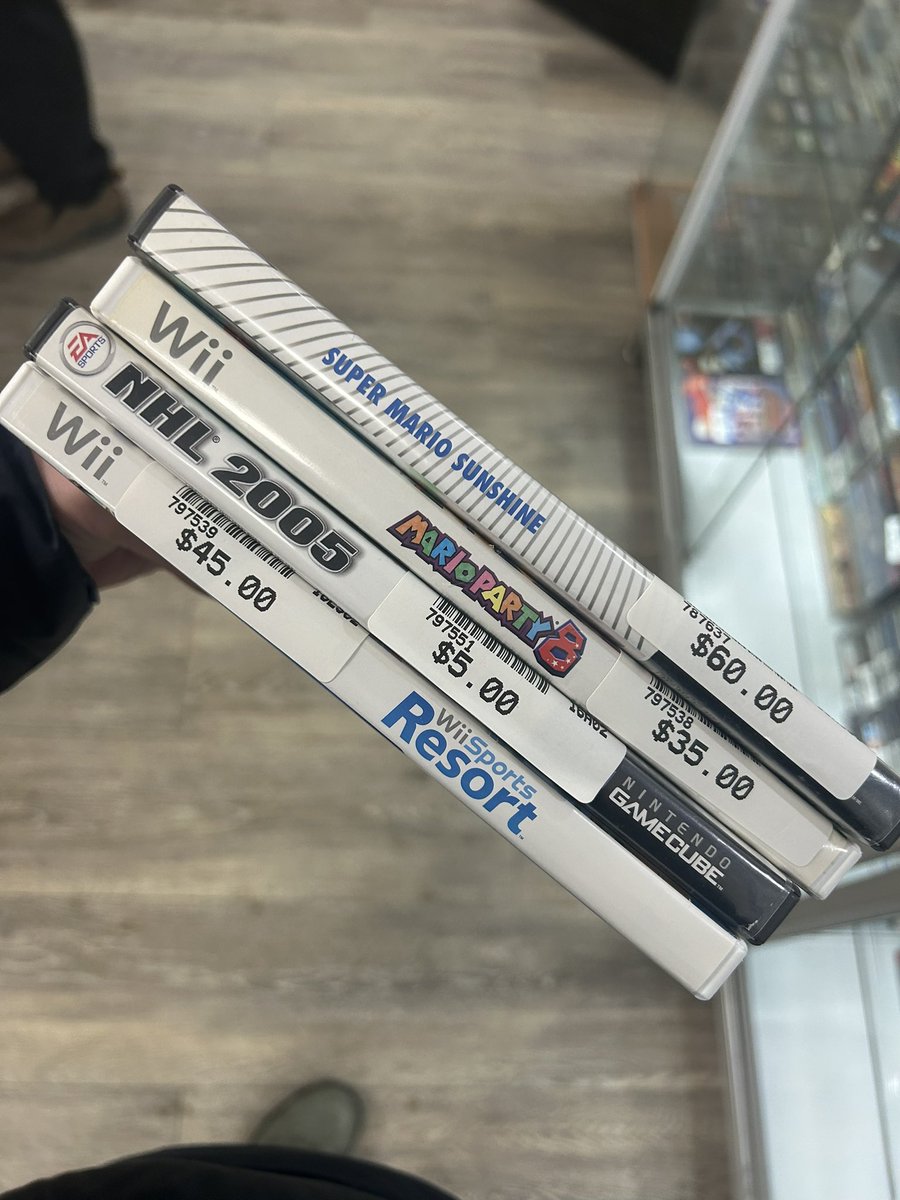 SUPER MARIO SUNSHINE
787637
$60.00
Wii
MARIO PARTY 8
797538
$35.00
EA
SPORTS
NHL 2005
797551
$5.00
NINTENDO
GAMECUBE
Wii
797539
$45.00
Wii Sports
Resort